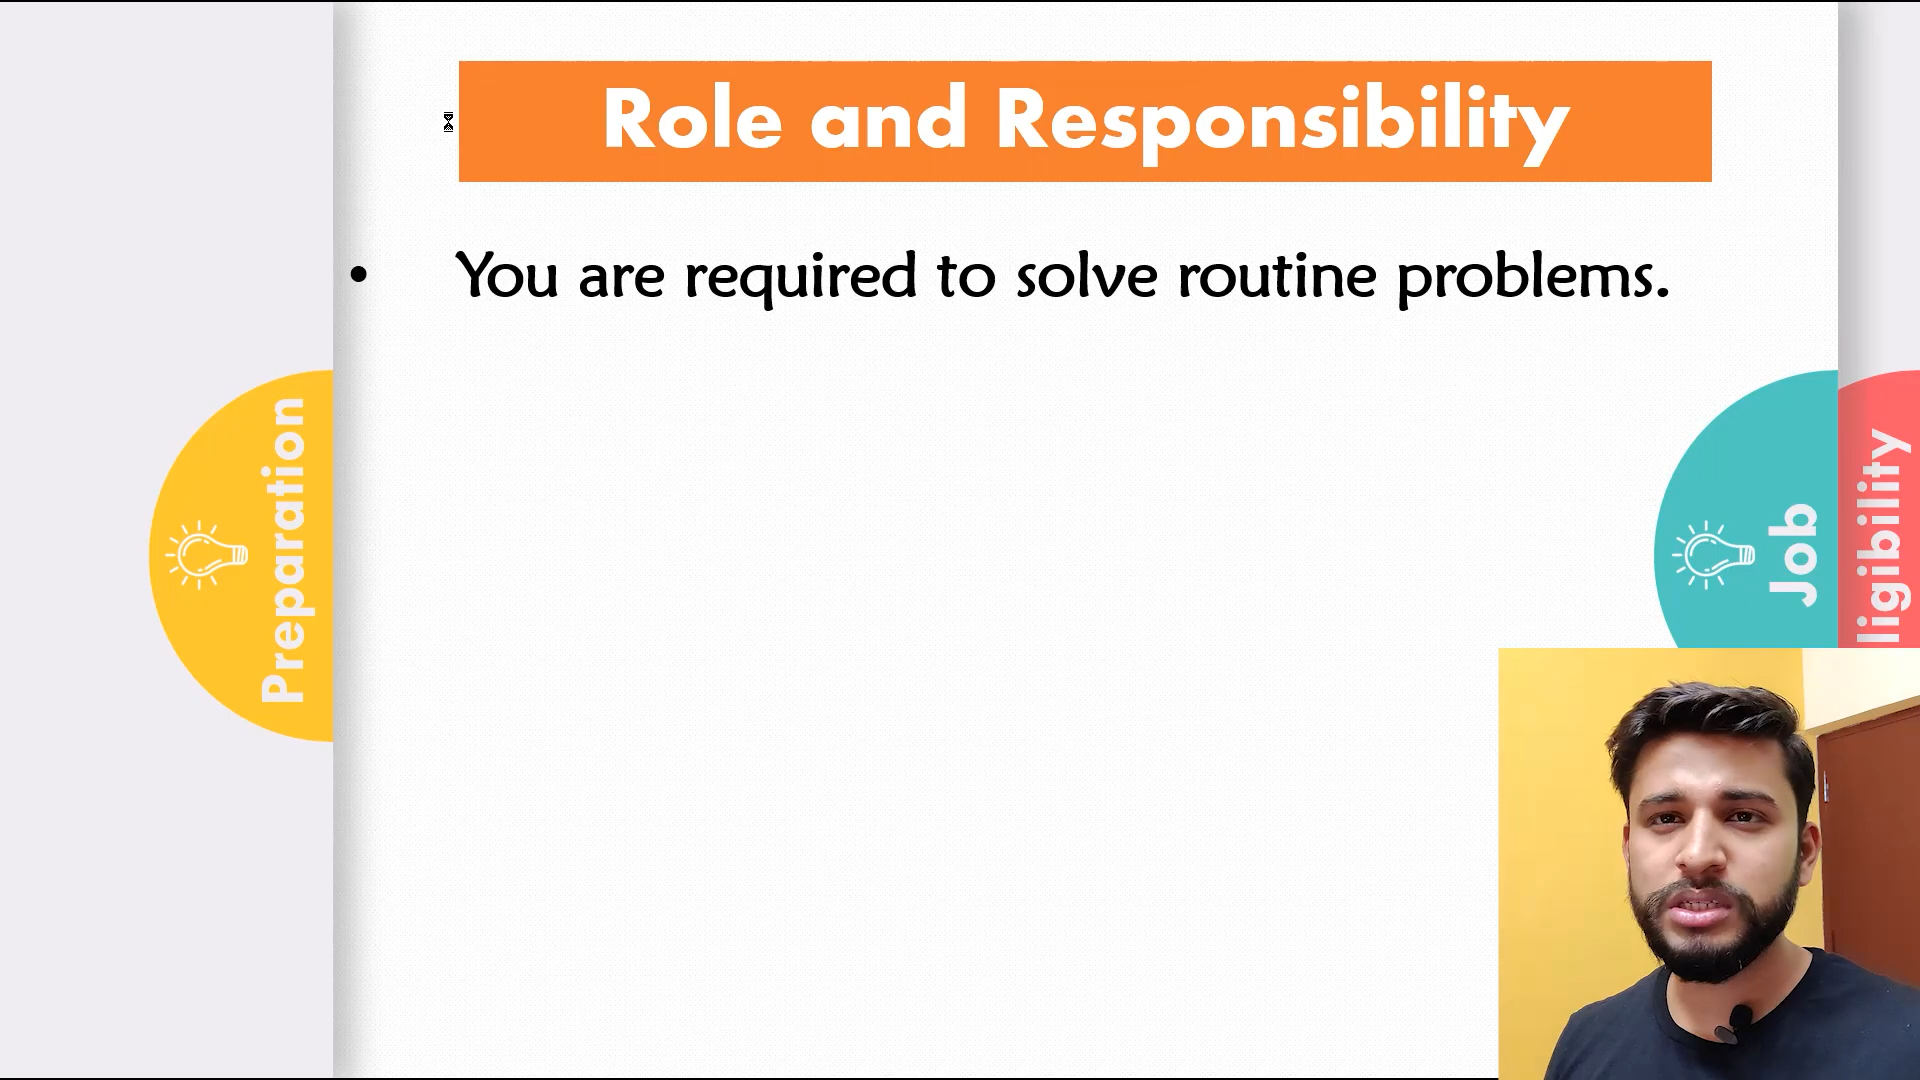 Role and Responsibility
• You are required to solve routine problems.
Preparation
Job
ligibility